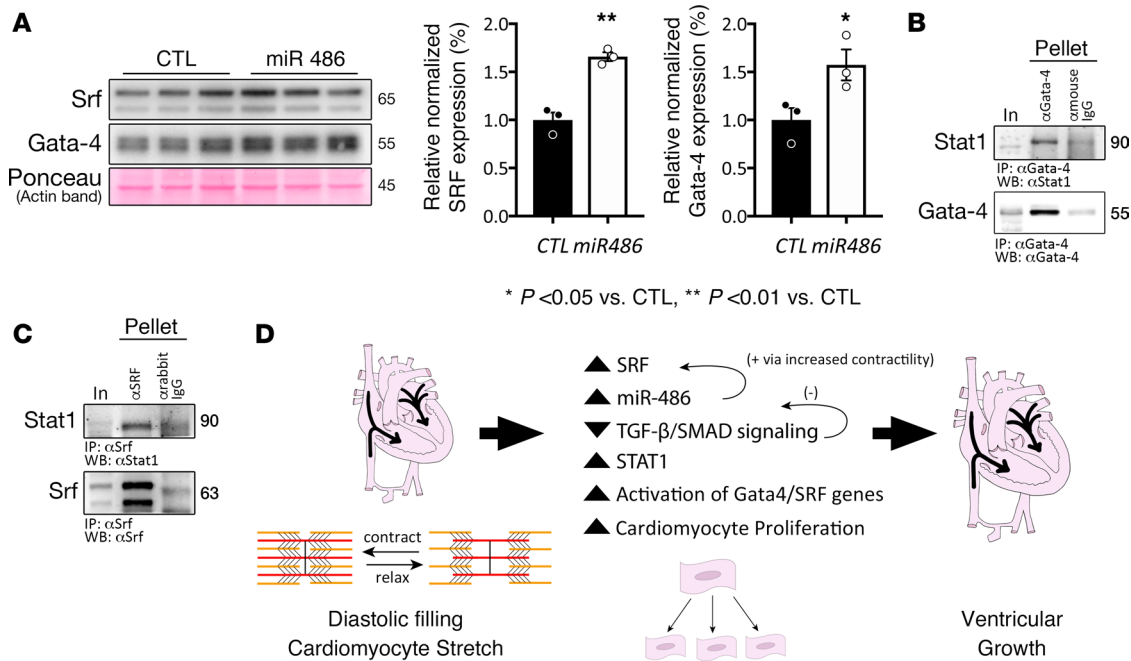 A
CTL
miR 486
Srf
65
Gata-4
55
Ponceau
(Actin band)
45
Relative normalized
SRF expression (%)
2.0
1.5
1.0
0.5
0.0
**
CTL miR486
Relative normalized
Gata-4 expression (%)
2.0
1.5
1.0
0.5
0.0
*
CTL miR486
* P <0.05 vs. CTL, ** P <0.01 vs. CTL
B
Pellet
In
αGata-4
αmouse
IgG
Stat1
90
IP: αGata-4
WB: αStat1
Gata-4
55
IP: αGata-4
WB: αGata-4
C
Pellet
In
αSRF
αrabbit
IgG
Stat1
90
IP: αSrf
WB: αStat1
Srf
63
IP: αSrf
WB: αSrf
D
contract
relax
Diastolic filling
Cardiomyocyte Stretch
SRF
(+ via increased contractility)
miR-486
(-)
TGF-β/SMAD signaling
STAT1
Activation of Gata4/SRF genes
Cardiomyocyte Proliferation
Ventricular
Growth